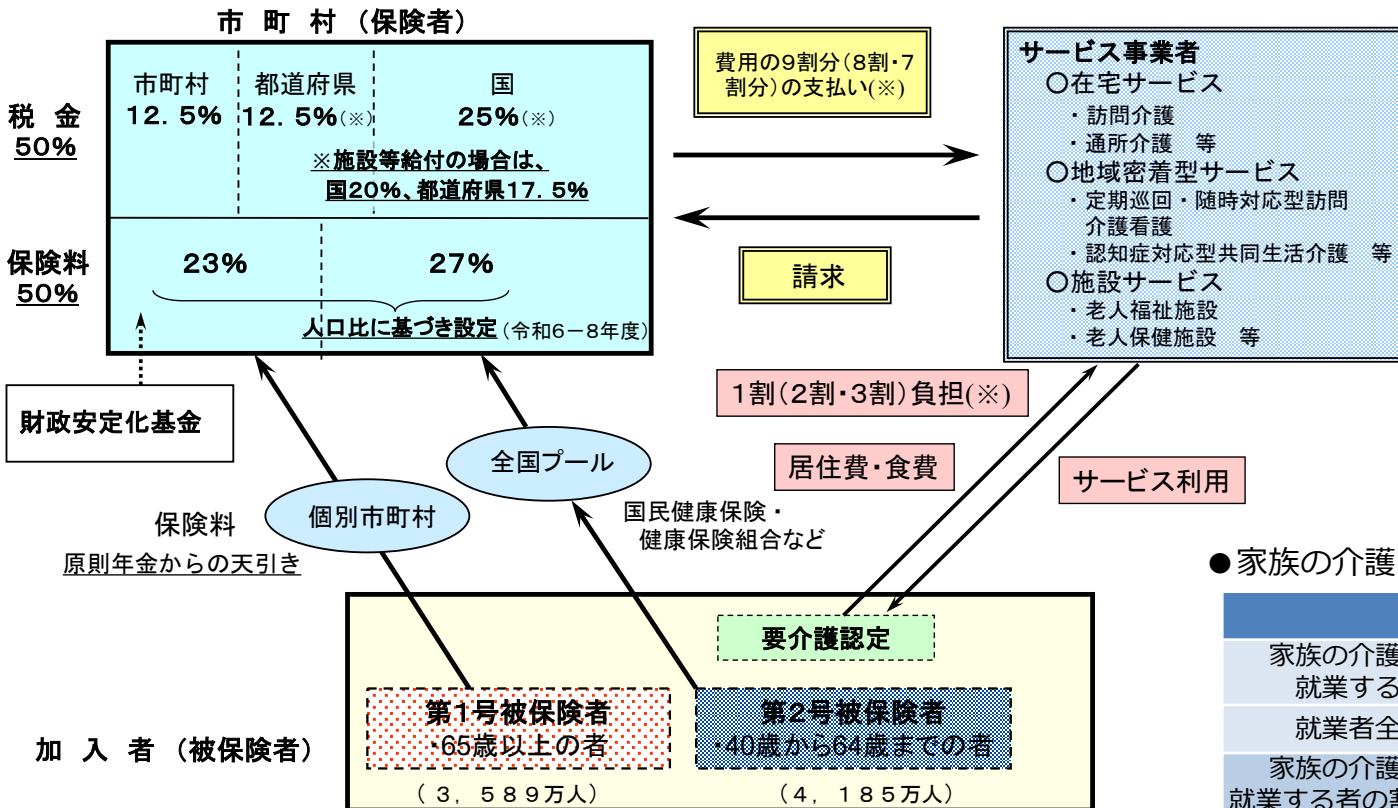 市 町 村 （保険者）
税 金
50%
市町村
12. 5%
都道府県
12. 5%(※)
国
25%(※)
※施設等給付の場合は、
国20%、都道府県17. 5%
保険料
50%
23%
27%
人口比に基づき設定 (令和6－8年度)
財政安定化基金
費用の9割分(8割・7
割分)の支払い(※)
請求
サービス事業者
〇在宅サービス
・訪問介護
・通所介護 等
〇地域密着型サービス
・定期巡回・随時対応型訪問
介護看護
・認知症対応型共同生活介護 等
〇施設サービス
・老人福祉施設
・老人保健施設 等
1割(2割・3割)負担(※)
居住費・食費
サービス利用
全国プール
個別市町村
保険料
原則年金からの天引き
国民健康保険・
健康保険組合など
要介護認定
第1号被保険者
・65歳以上の者
第2号被保険者
・40歳から64歳までの者
加 入 者 （被保険者）
(３，５８９万人)
(４，１８５万人)
●家族の介護
家族の介護
就業する
就業者全
家族の介護
就業する者の割